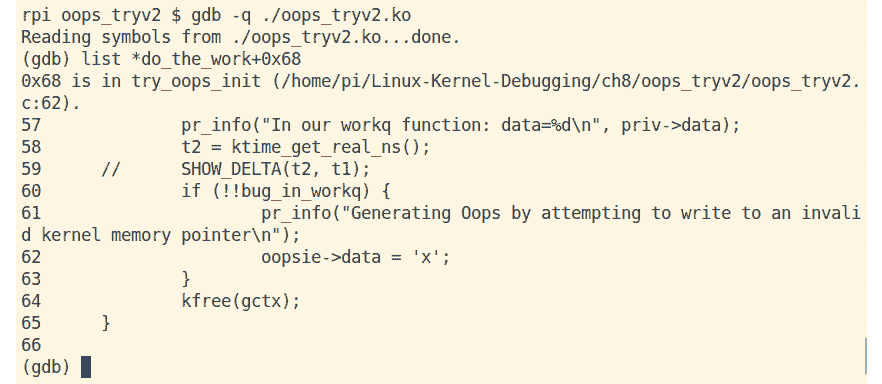 rpi oops_tryv2 $ gdb -q ./oops_tryv2.ko
Reading symbols from ./oops_tryv2.ko...done.
(gdb) list *do_the_work+0x68
0x68 is in try_oops_init (/home/pi/Linux-Kernel-Debugging/ch8/oops_tryv2/oops_tryv2.
c:62).
57              pr_info("In our workq function: data=%d\n", priv->data);
58              t2 = ktime_get_real_ns();
59      //      SHOW_DELTA(t2, t1);
60              if (!!bug_in_workq) {
61                      pr_info("Generating Oops by attempting to write to an invali
d kernel memory pointer\n");
62                      oopsie->data = 'x';
63              }
64              kfree(gctx);
65      }
66
(gdb)